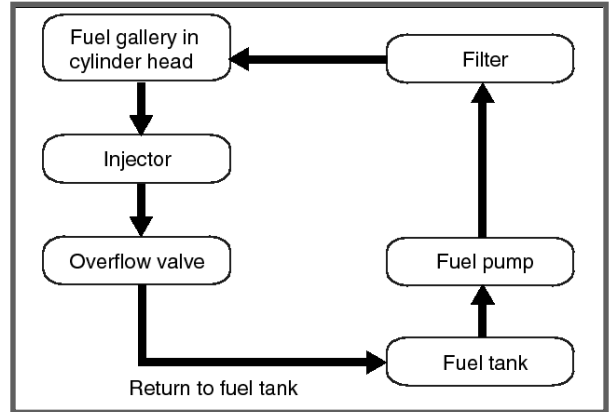 Fuel gallery in
cylinder head
Filter
Injector
Overflow valve
Fuel pump
Fuel tank
Return to fuel tank